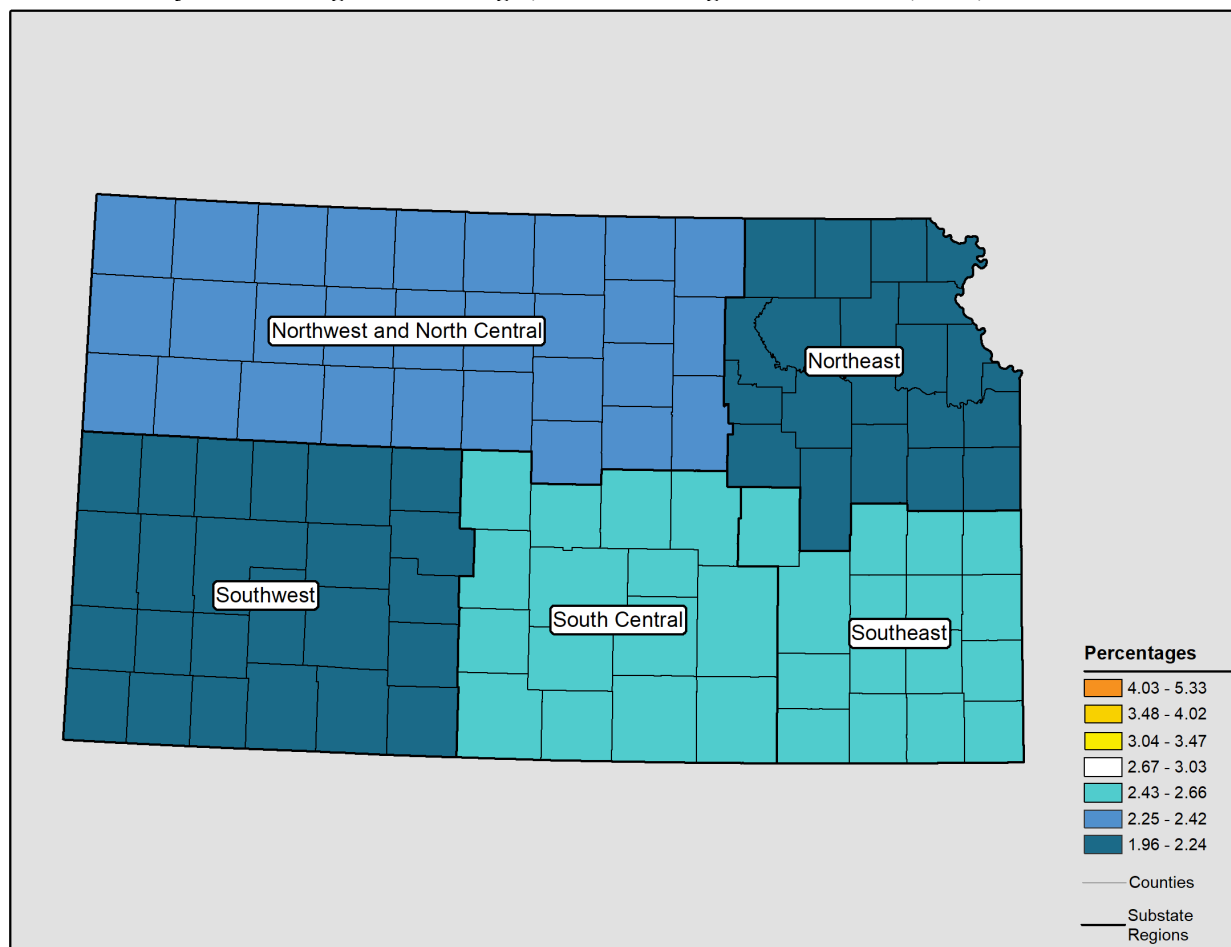 Northwest and North Central
Northeast
Southwest
South Central
Southeast
Percentages
4.03 - 5.33
3.48 - 4.02
3.04 - 3.47
2.67 - 3.03
2.43 - 2.66
2.25 - 2.42
1.96 - 2.24
Counties
Substate
Regions